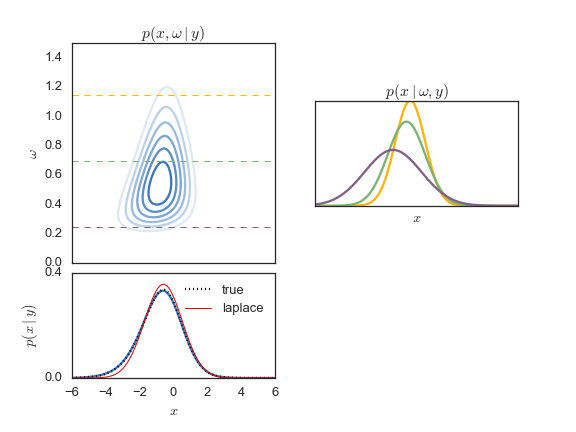 p(x, ω | y)
1.4
1.2
1.0
0.8
0.6
0.4
0.2
0.0
ω
p(x | ω, y)
x
0.4
0.0
p(x | y)
true
laplace
−6 −4 −2 0 2 4 6
x